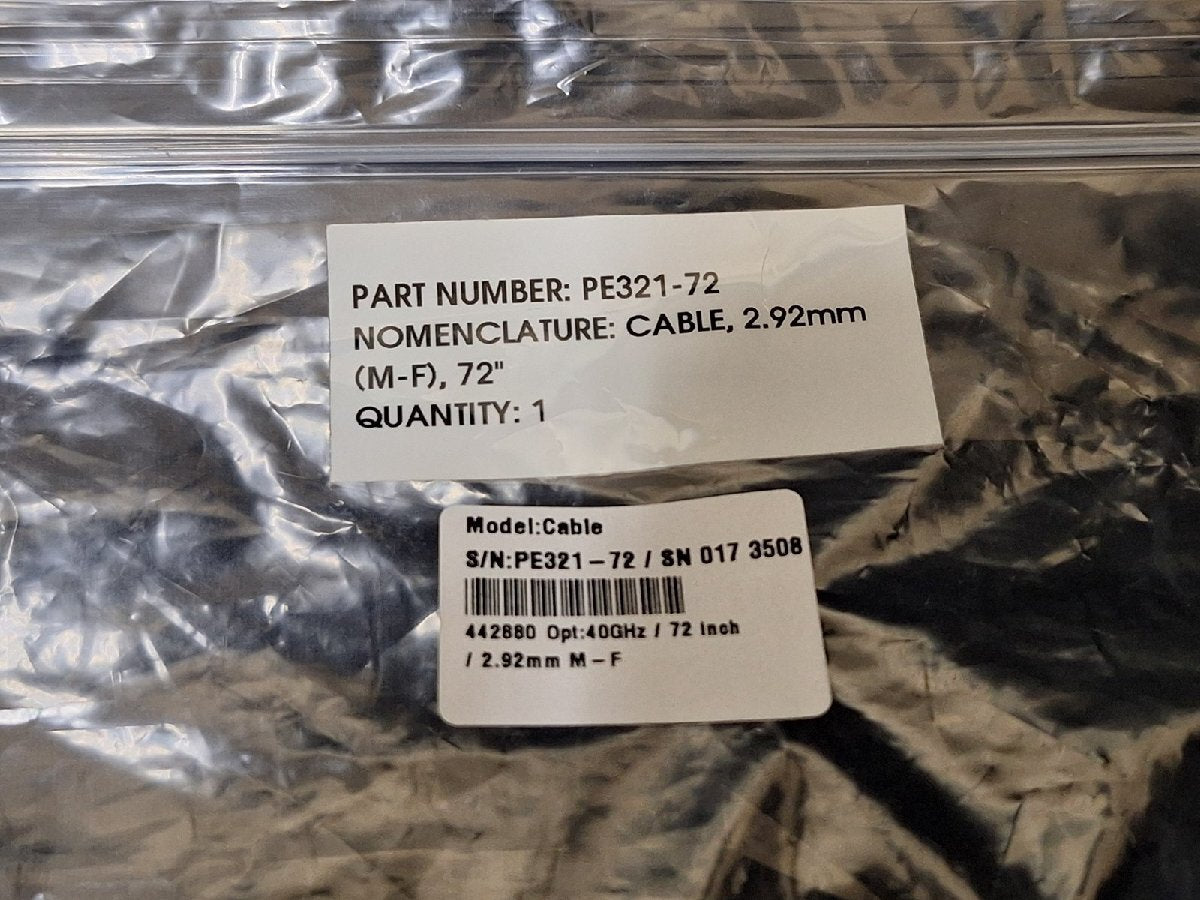 PART NUMBER: PE321-72
NOMENCLATURE: CABLE, 2.92mm
(M-F), 72"
QUANTITY: 1
Model:Cable
S/N:PE321-72 / SN 017 3508
442880 Opt:40GHz / 72 Inch
/ 2.92mm M-F